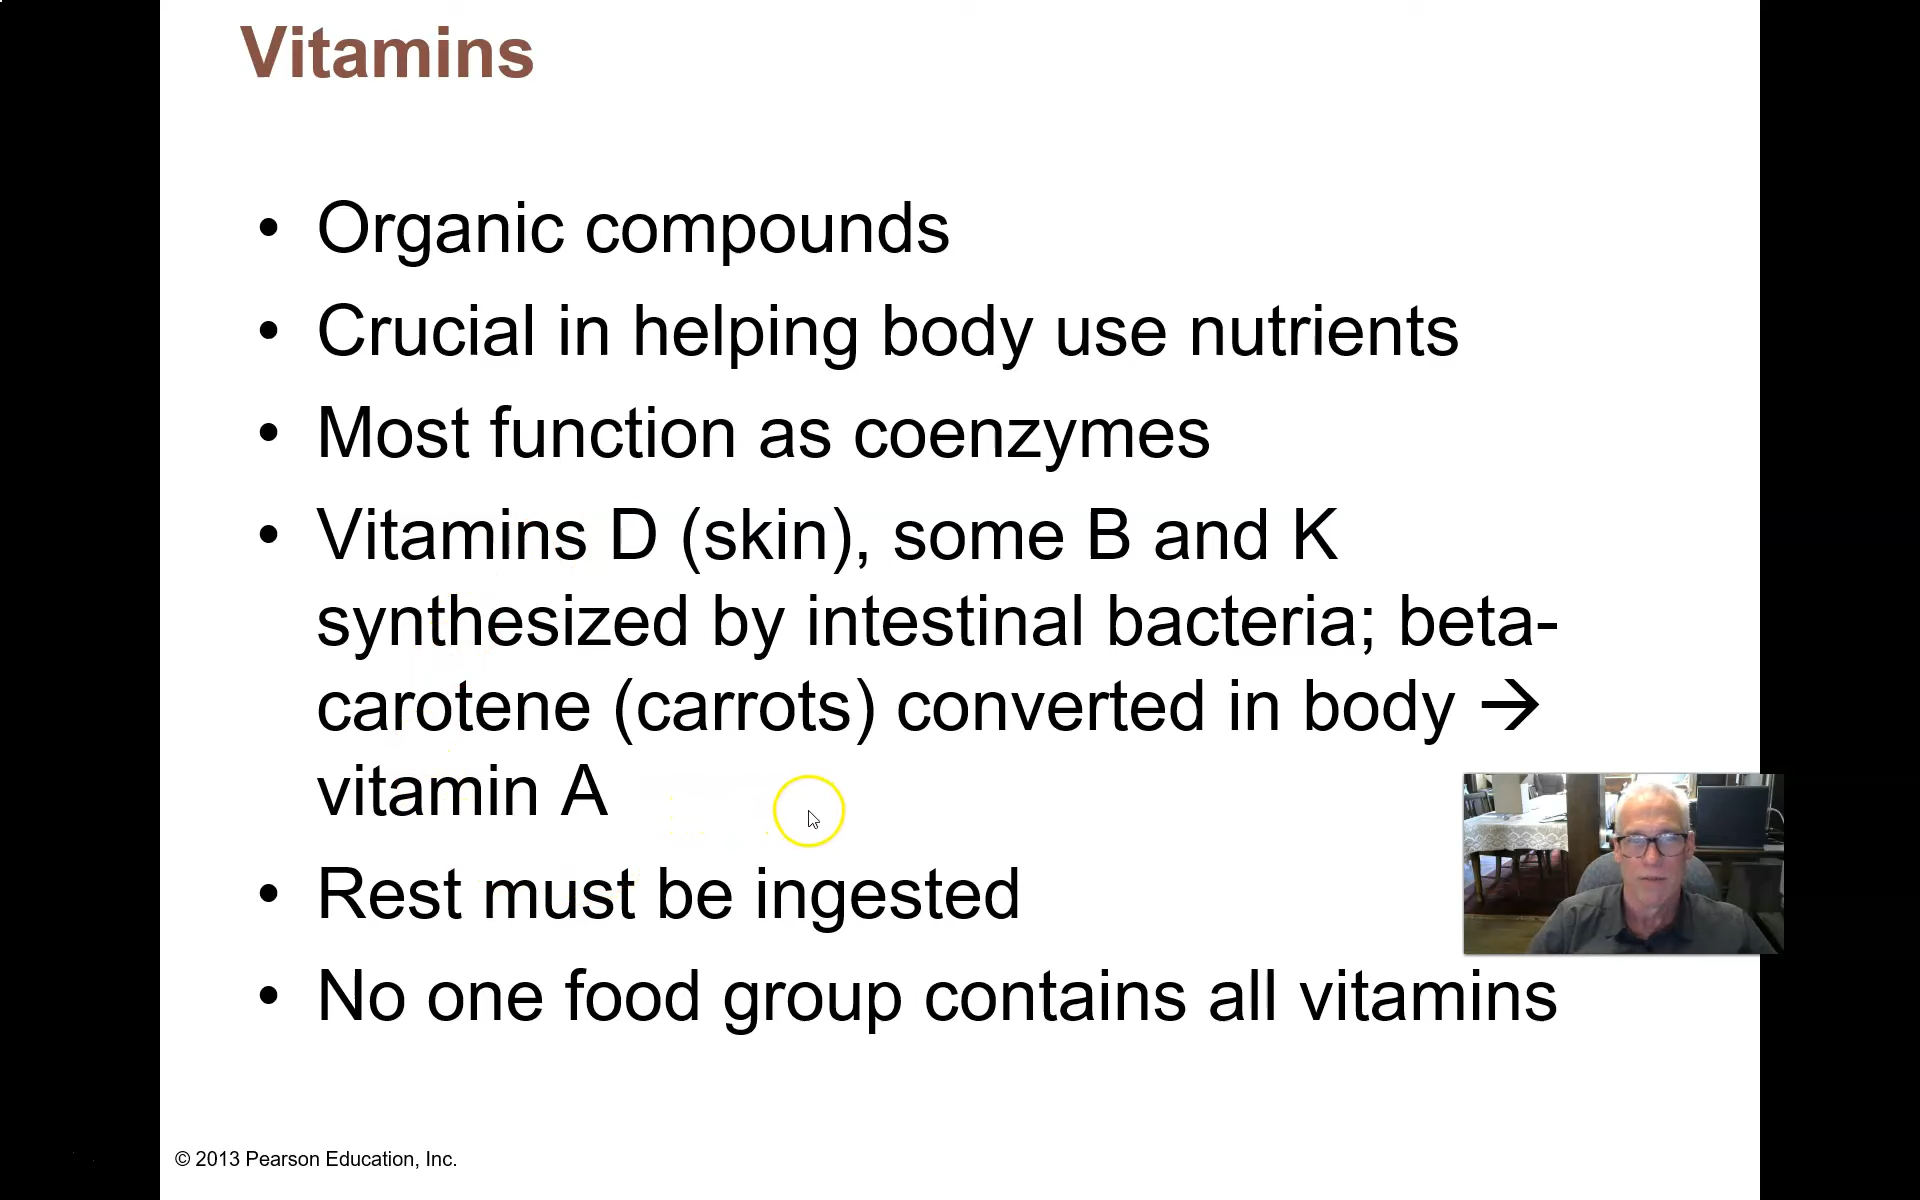 Vitamins
• Organic compounds
• Crucial in helping body use nutrients
• Most function as coenzymes
• Vitamins D (skin), some B and K
synthesized by intestinal bacteria; beta-
carotene (carrots) converted in body →
vitamin A
• Rest must be ingested
• No one food group contains all vitamins
© 2013 Pearson Education, Inc.